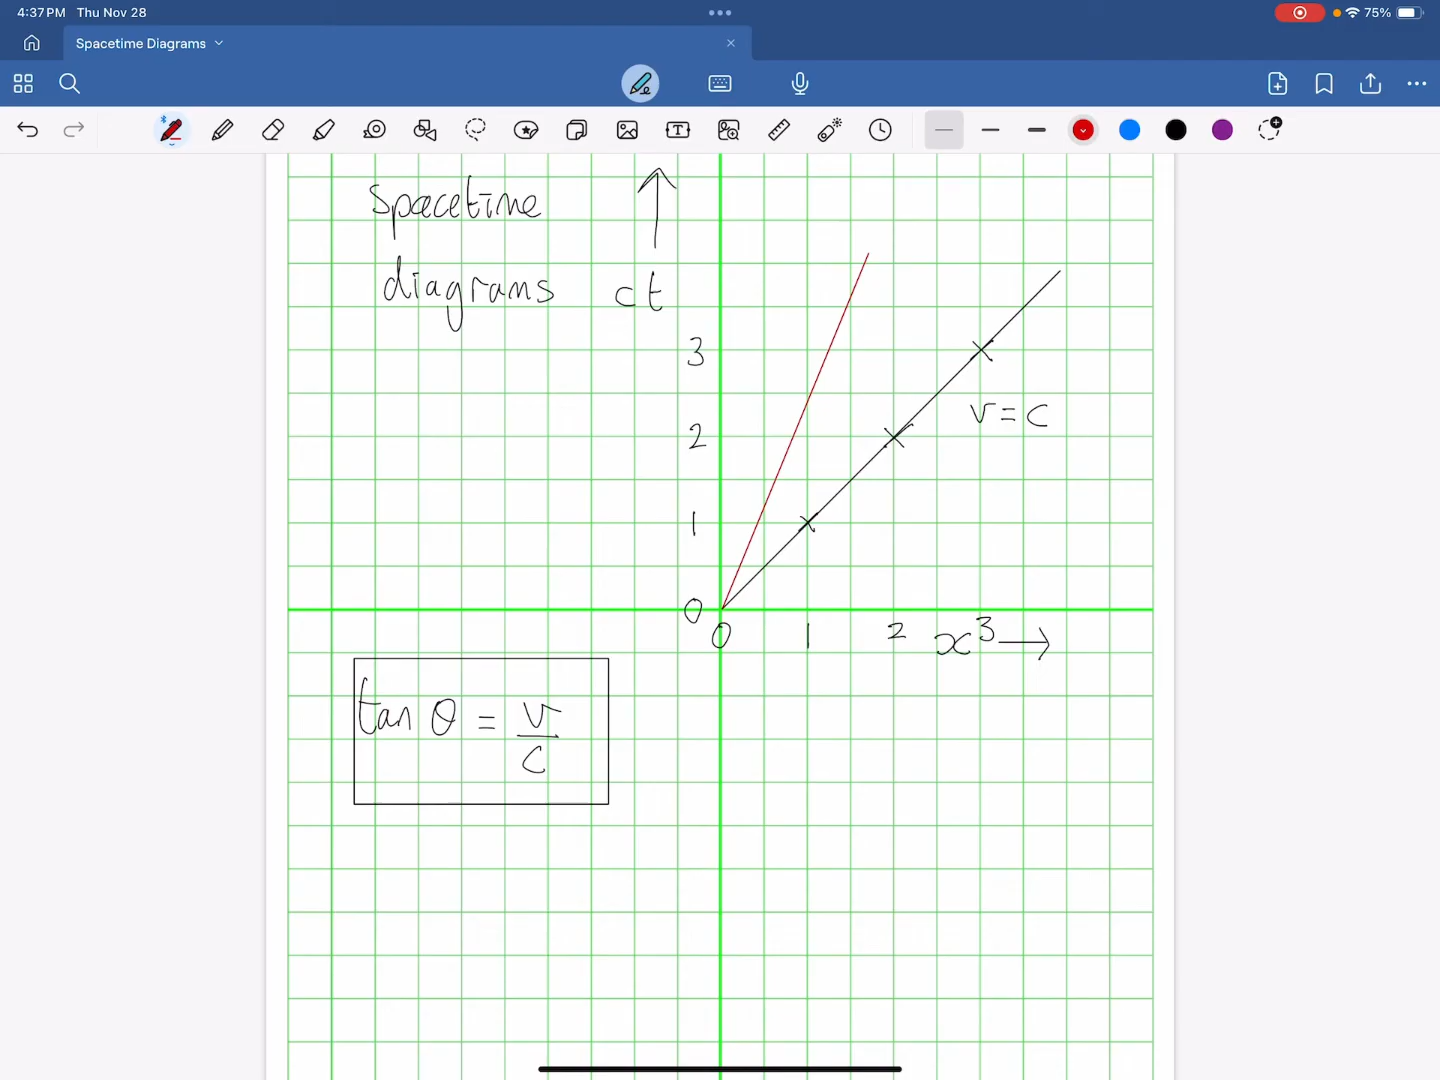 4:37 PM Thu Nov 28
75%
Spacetime Diagrams
spacetime
diagrams
ct
3
2
1
0
v = c
0 1 2 3
x
tan θ = v/c